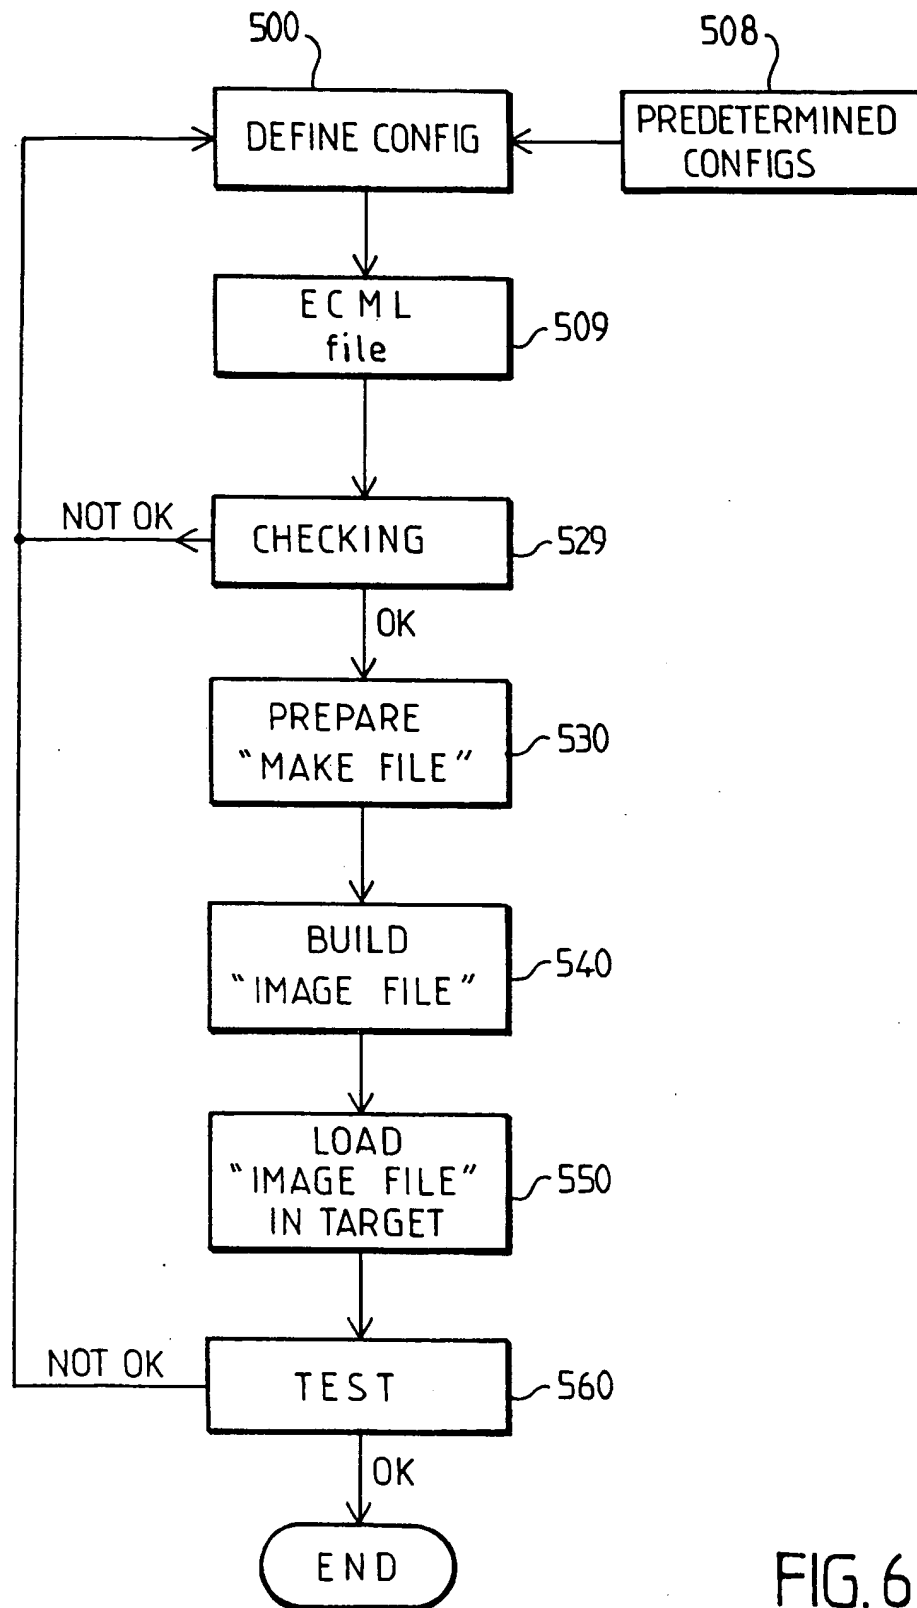 500
508
DEFINE CONFIG
PREDETERMINED
CONFIGS
ECML
file
509
NOT OK
CHECKING
529
OK
PREPARE
"MAKE FILE"
530
BUILD
"IMAGE FILE"
540
LOAD
"IMAGE FILE"
IN TARGET
550
NOT OK
TEST
560
OK
END
FIG.6